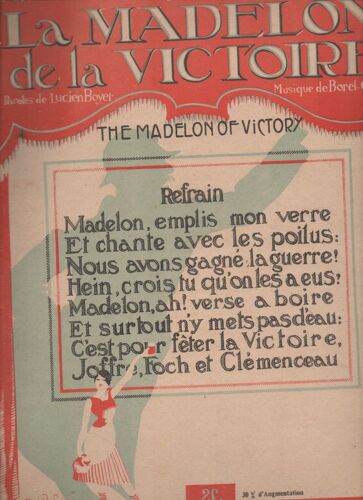 La MADELON
de la VICTOIRE
Paroles de Lucien Boyer
Musique de Borel
THE MADELON OF VICTORY
Refrain
Madelon, emplis mon verre
Et chante avec les poilus:
Nous avons gagné la guerre!
Hein, crois tu qu'on les a eus?
Madelon, ah! verse a boire
Et surtout n'y mets pas d'eau:
C'est pour fêter la Victoire,
Joffre, Foch et Clémenceau
2f
30 % d'Augmentation